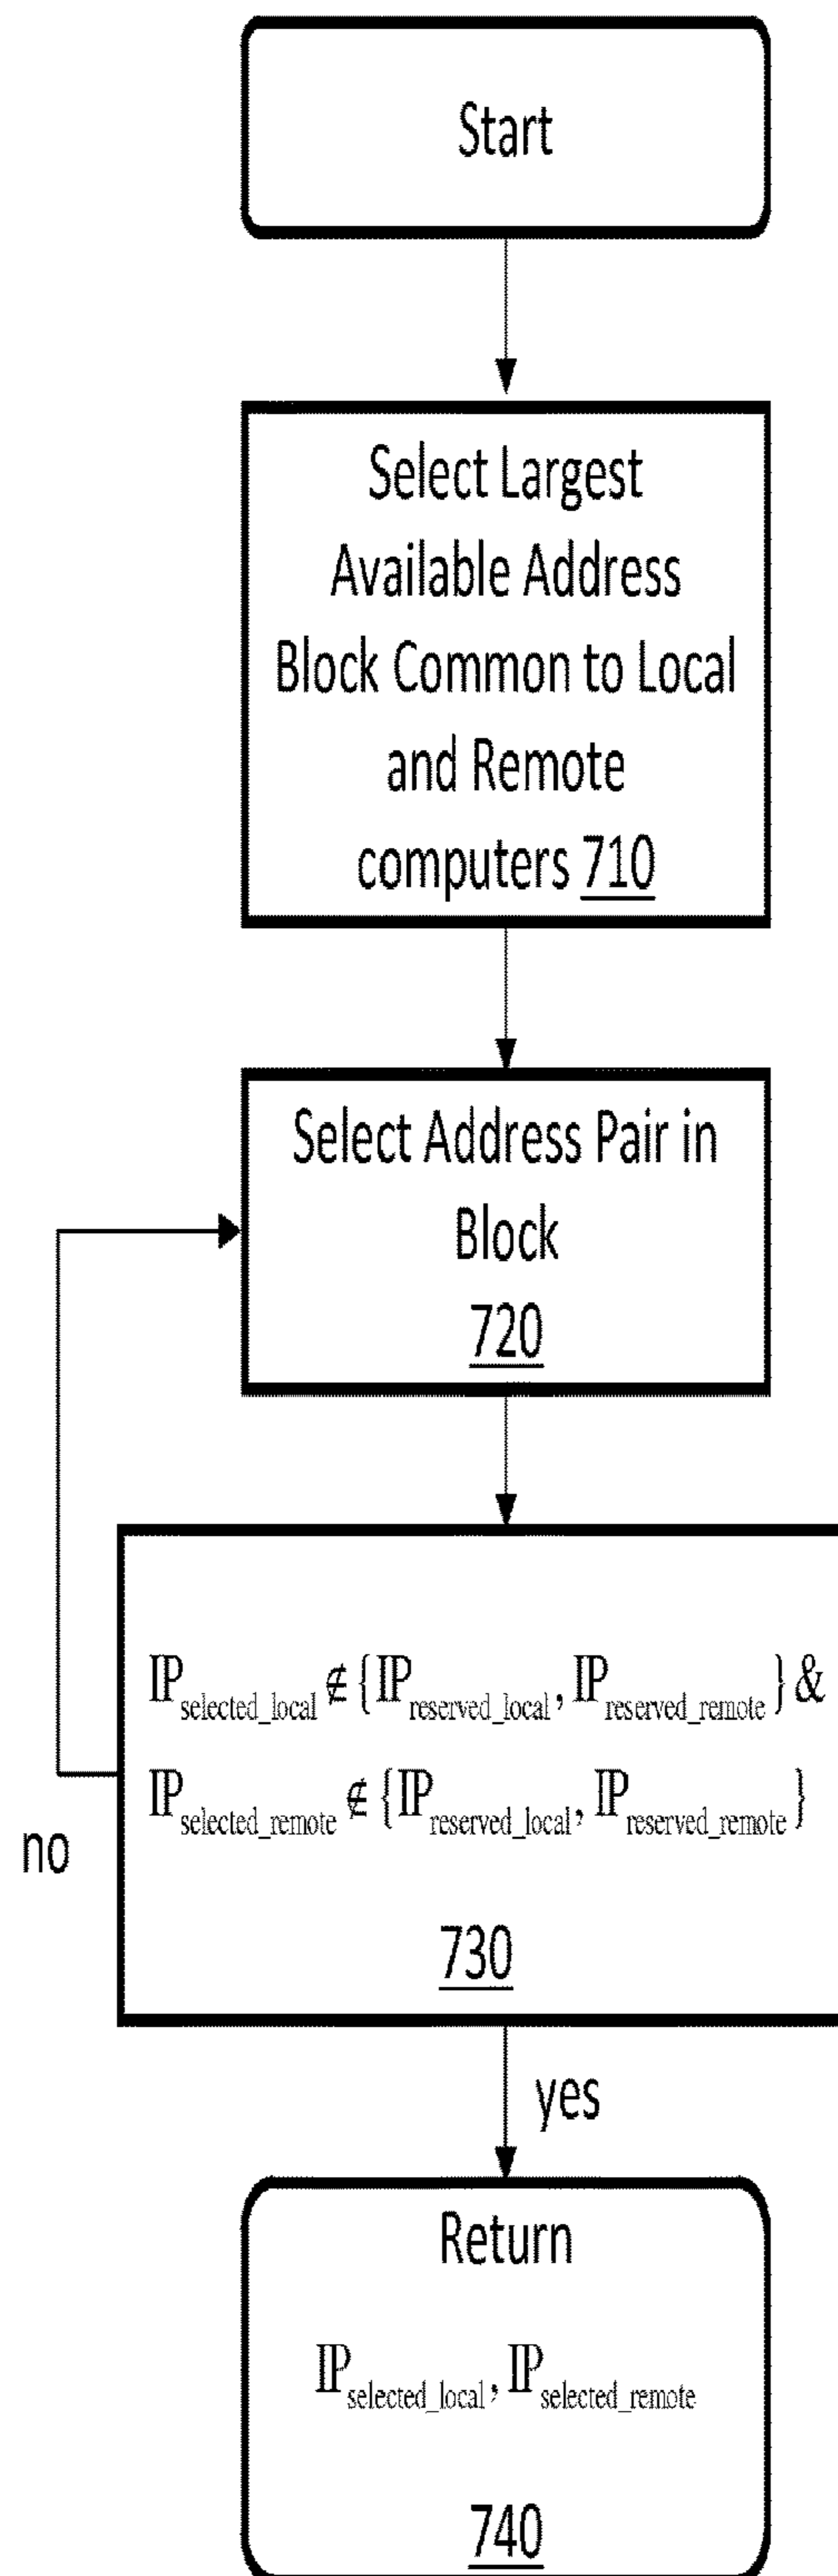 Start
Select Largest
Available Address
Block Common to Local
and Remote
computers 710
Select Address Pair in
Block
720
IP_selected_local ∉ {IP_reserved_local, IP_reserved_remote} &
IP_selected_remote ∉ {IP_reserved_local, IP_reserved_remote}
no
730
yes
Return
IP_selected_local, IP_selected_remote
740